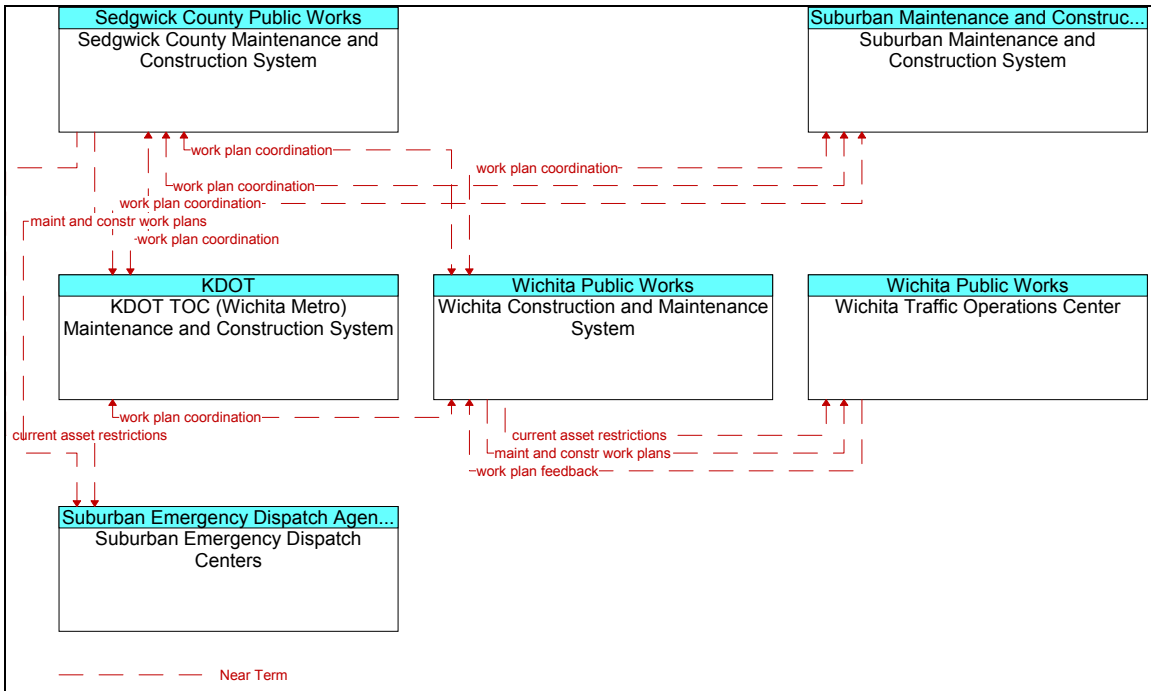 Sedgwick County Public Works
Sedgwick County Maintenance and
Construction System
Suburban Maintenance and Construc...
Suburban Maintenance and
Construction System
work plan coordination
work plan coordination
work plan coordination
work plan coordination
maint and constr work plans
work plan coordination
KDOT
KDOT TOC (Wichita Metro)
Maintenance and Construction System
Wichita Public Works
Wichita Construction and Maintenance
System
Wichita Public Works
Wichita Traffic Operations Center
work plan coordination
current asset restrictions
current asset restrictions
maint and constr work plans
work plan feedback
Suburban Emergency Dispatch Agen...
Suburban Emergency Dispatch
Centers
Near Term